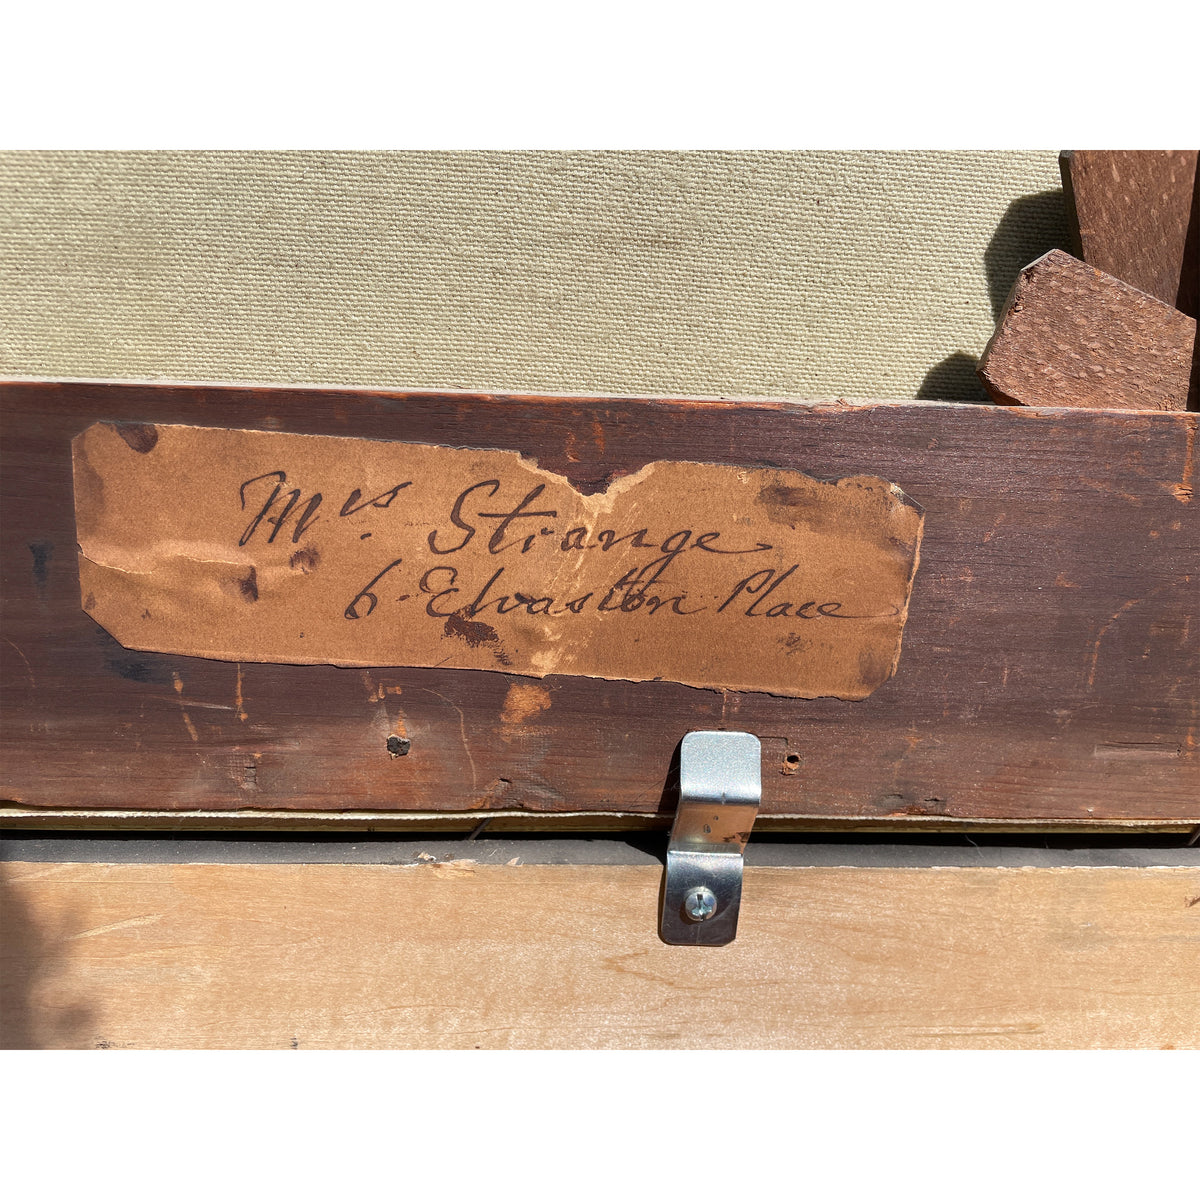 Mrs. Strange
6. Elvaston Place